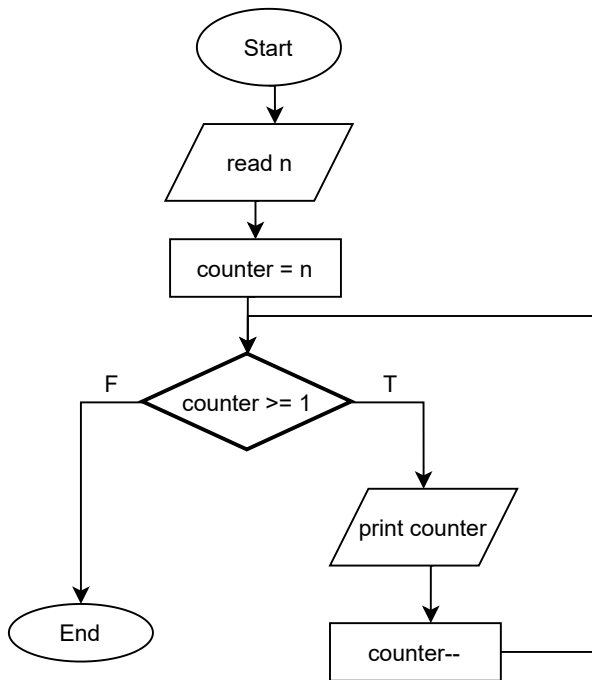 Start
read n
counter = n
counter >= 1
F
T
print counter
counter--
End